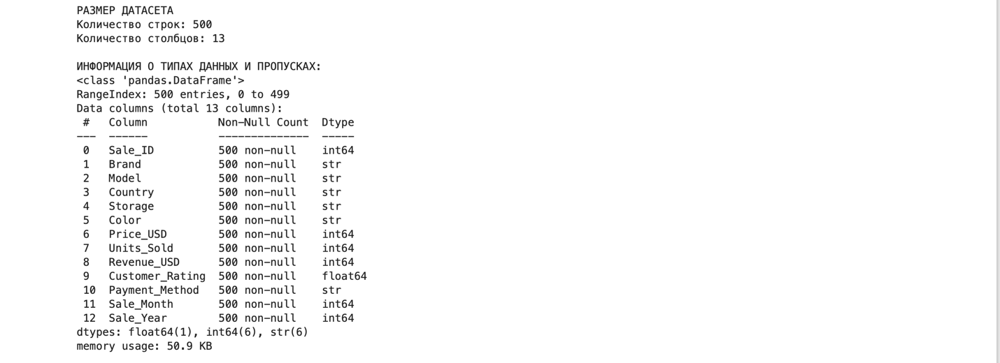 РАЗМЕР ДАТАСЕТА
Количество строк: 500
Количество столбцов: 13

ИНФОРМАЦИЯ О ТИПАХ ДАННЫХ И ПРОПУСКАХ:
<class 'pandas.DataFrame'>
RangeIndex: 500 entries, 0 to 499
Data columns (total 13 columns):
 #   Column           Non-Null Count  Dtype
---  ------           --------------  -----
 0   Sale_ID          500 non-null    int64
 1   Brand            500 non-null    str
 2   Model            500 non-null    str
 3   Country          500 non-null    str
 4   Storage          500 non-null    str
 5   Color            500 non-null    str
 6   Price_USD        500 non-null    int64
 7   Units_Sold       500 non-null    int64
 8   Revenue_USD      500 non-null    int64
 9   Customer_Rating  500 non-null    float64
 10  Payment_Method   500 non-null    str
 11  Sale_Month       500 non-null    int64
 12  Sale_Year        500 non-null    int64
dtypes: float64(1), int64(6), str(6)
memory usage: 50.9 KB